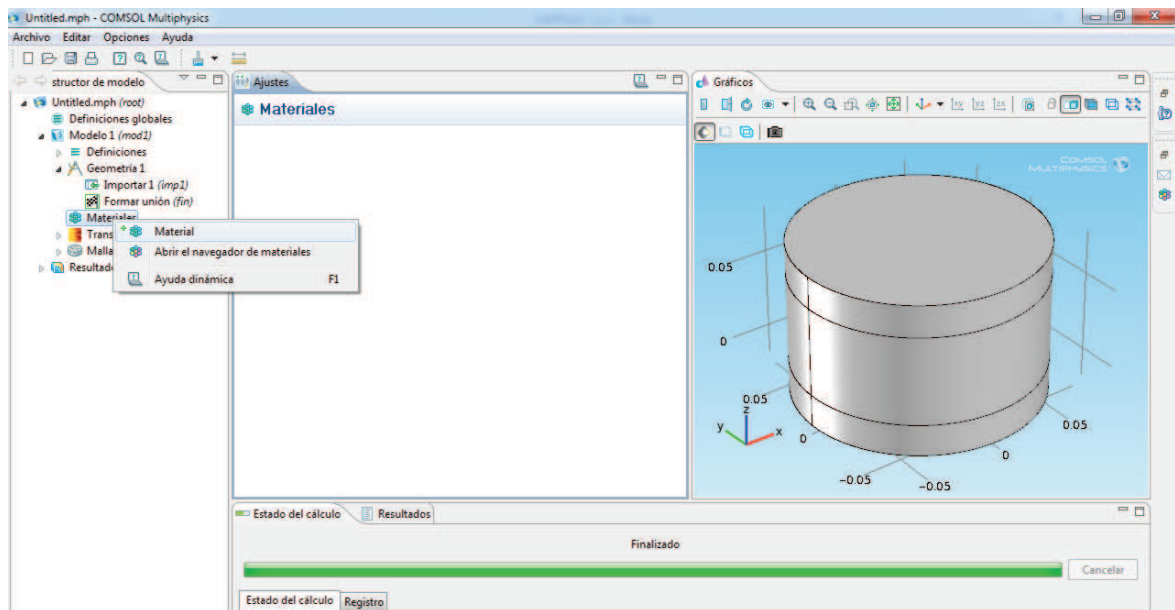 Untitled.mph - COMSOL Multiphysics
Archivo Editar Opciones Ayuda
structor de modelo
Untitled.mph (root)
Definiciones globales
Modelo 1 (mod1)
Definiciones
Geometría 1
Importar 1 (imp1)
Formar unión (fin)
Materiales
Trans
Malla
Resultad
Material
Abrir el navegador de materiales
Ayuda dinámica F1
Ajustes
Materiales
Gráficos
COMSOL
MULTIPHYSICS
0.05
0
0.05
z
y
x
0
-0.05
-0.05
0
0.05
Estado del cálculo Resultados
Finalizado
Cancelar
Estado del cálculo Registro